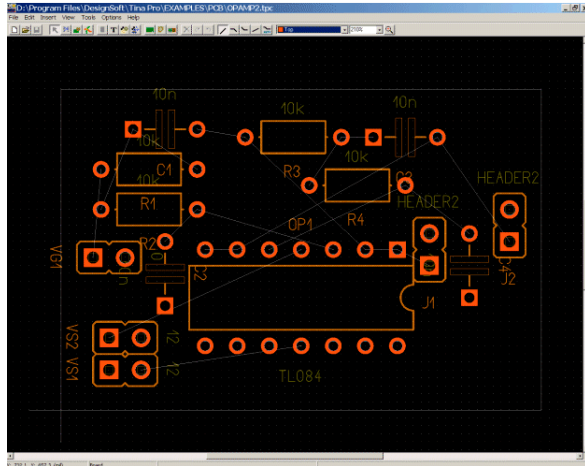 D:\Program Files\DesignSoft\Tina Pro\EXAMPLES\PCB\OPAMP2.tpc
File Edit Insert View Tools Options Help
Top
210%
10n
10n
10k
10k
10k
C1
R3
10k
HEADER2
R1
HEADER2
OP1
R4
R2
VG1
C2
C4
J2
J1
VS2
12
VS1
12
TL084